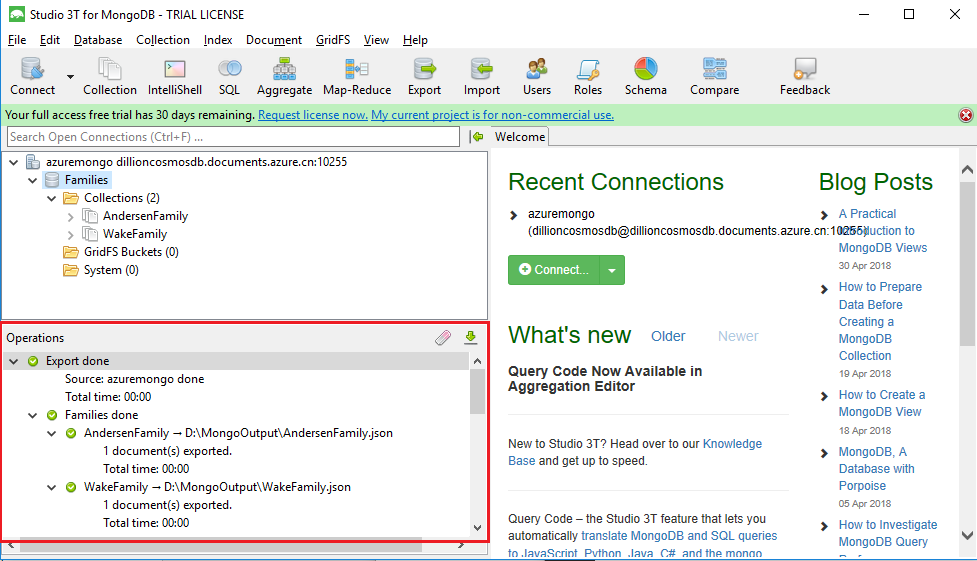 Studio 3T for MongoDB - TRIAL LICENSE
File Edit Database Collection Index Document GridFS View Help
Connect Collection IntelliShell SQL Aggregate Map-Reduce Export Import Users Roles Schema Compare Feedback
Your full access free trial has 30 days remaining. Request license now. My current project is for non-commercial use.
Search Open Connections (Ctrl+F) ...
azuremongo dillioncosmosdb.documents.azure.cn:10255
Families
Collections (2)
AndersenFamily
WakeFamily
GridFS Buckets (0)
System (0)
Operations
Export done
Source: azuremongo done
Total time: 00:00
Families done
AndersenFamily → D:\MongoOutput\AndersenFamily.json
1 document(s) exported.
Total time: 00:00
WakeFamily → D:\MongoOutput\WakeFamily.json
1 document(s) exported.
Total time: 00:00
Welcome
Recent Connections
azuremongo
(dillioncosmosdb@dillioncosmosdb.documents.azure.cn:10255)
Connect...
What's new Older Newer
Query Code Now Available in
Aggregation Editor
New to Studio 3T? Head over to our Knowledge
Base and get up to speed.
Query Code – the Studio 3T feature that lets you
automatically translate MongoDB and SQL queries
to JavaScript, Python, Java, C#, and the mongo
Blog Posts
A Practical
Introduction to
MongoDB Views
30 Apr 2018
How to Prepare
Data Before
Creating a
MongoDB
Collection
19 Apr 2018
How to Create a
MongoDB View
18 Apr 2018
MongoDB, A
Database with
Porpoise
05 Apr 2018
How to Investigate
MongoDB Query